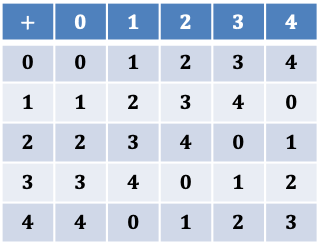 + 0 1 2 3 4
0 0 1 2 3 4
1 1 2 3 4 0
2 2 3 4 0 1
3 3 4 0 1 2
4 4 0 1 2 3